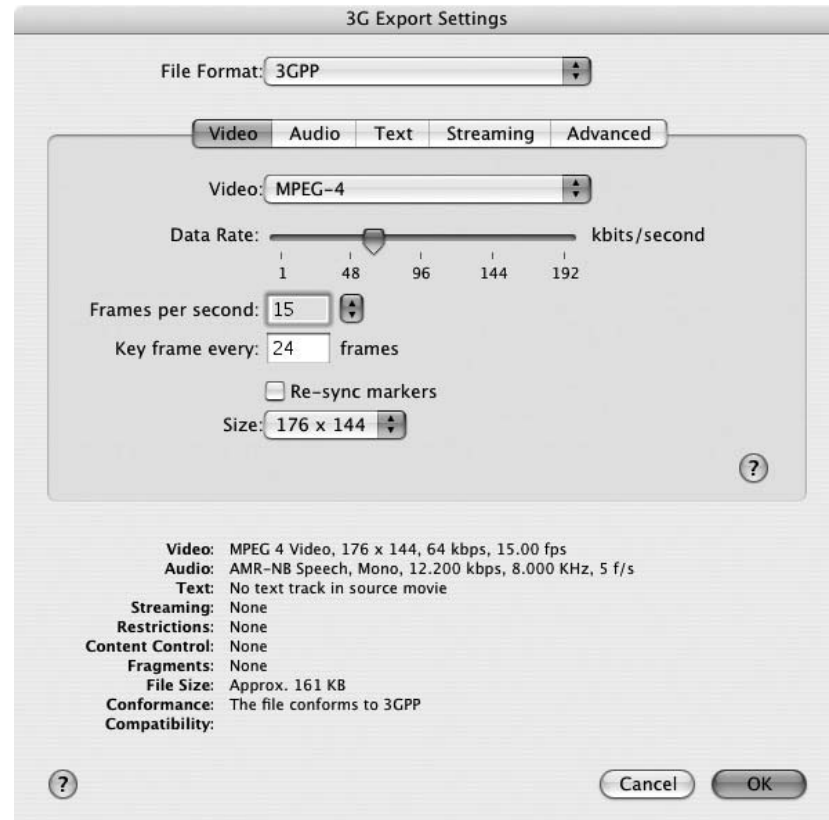 3G Export Settings
File Format: 3GPP
Video Audio Text Streaming Advanced
Video: MPEG-4
Data Rate: kbits/second
1 48 96 144 192
Frames per second: 15
Key frame every: 24 frames
Re-sync markers
Size: 176 x 144
?
Video: MPEG 4 Video, 176 x 144, 64 kbps, 15.00 fps
Audio: AMR-NB Speech, Mono, 12.200 kbps, 8.000 KHz, 5 f/s
Text: No text track in source movie
Streaming: None
Restrictions: None
Content Control: None
Fragments: None
File Size: Approx. 161 KB
Conformance: The file conforms to 3GPP
Compatibility:
? Cancel OK